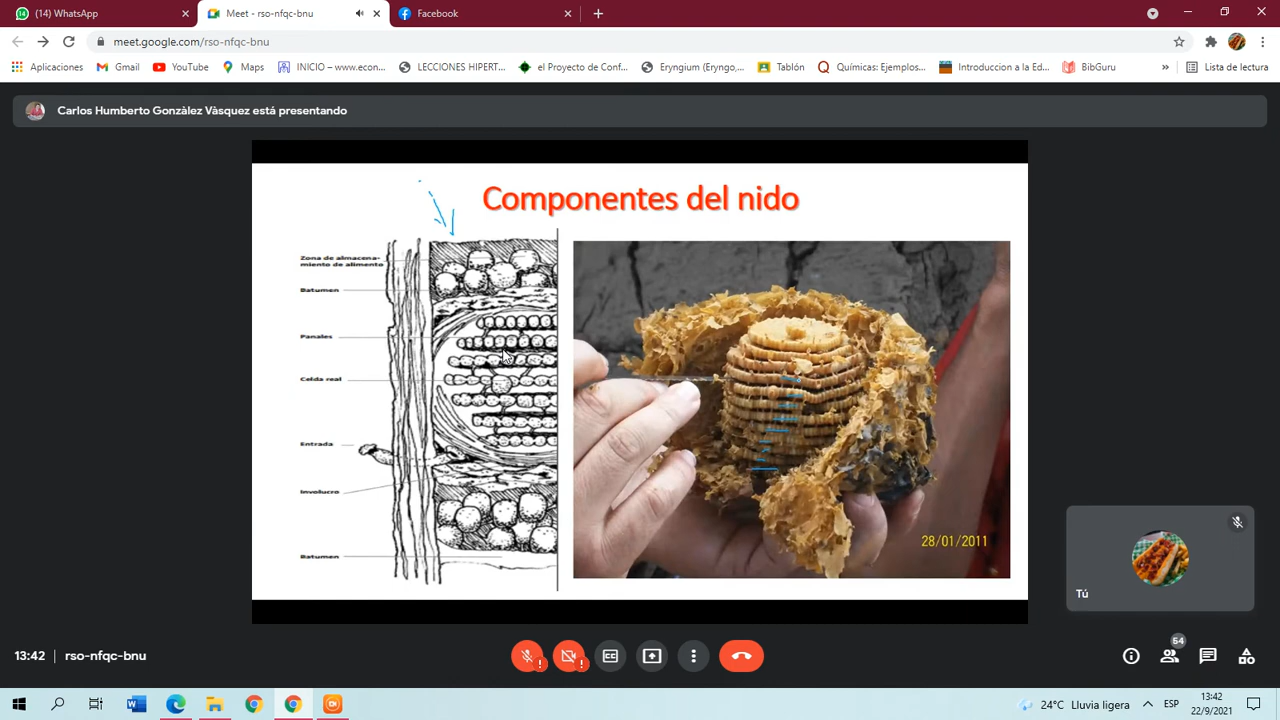 (14) WhatsApp
Meet - rso-nfqc-bnu
Facebook
meet.google.com/rso-nfqc-bnu
Aplicaciones
Gmail
YouTube
Maps
INICIO – www.econ...
LECCIONES HIPERT...
el Proyecto de Conf...
Eryngium (Eryngo,...
Tablón
Químicas: Ejemplos...
Introduccion a la Ed...
BibGuru
»
Lista de lectura
Carlos Humberto Gonzàlez Vàsquez está presentando
Componentes del nido
Zona de almacena-
miento de alimento
Batumen
Panales
Celda real
Entrada
Involucro
Batumen
28/01/2011
Tú
13:42
rso-nfqc-bnu
64
24°C Lluvia ligera
ESP
13:42
22/9/2021